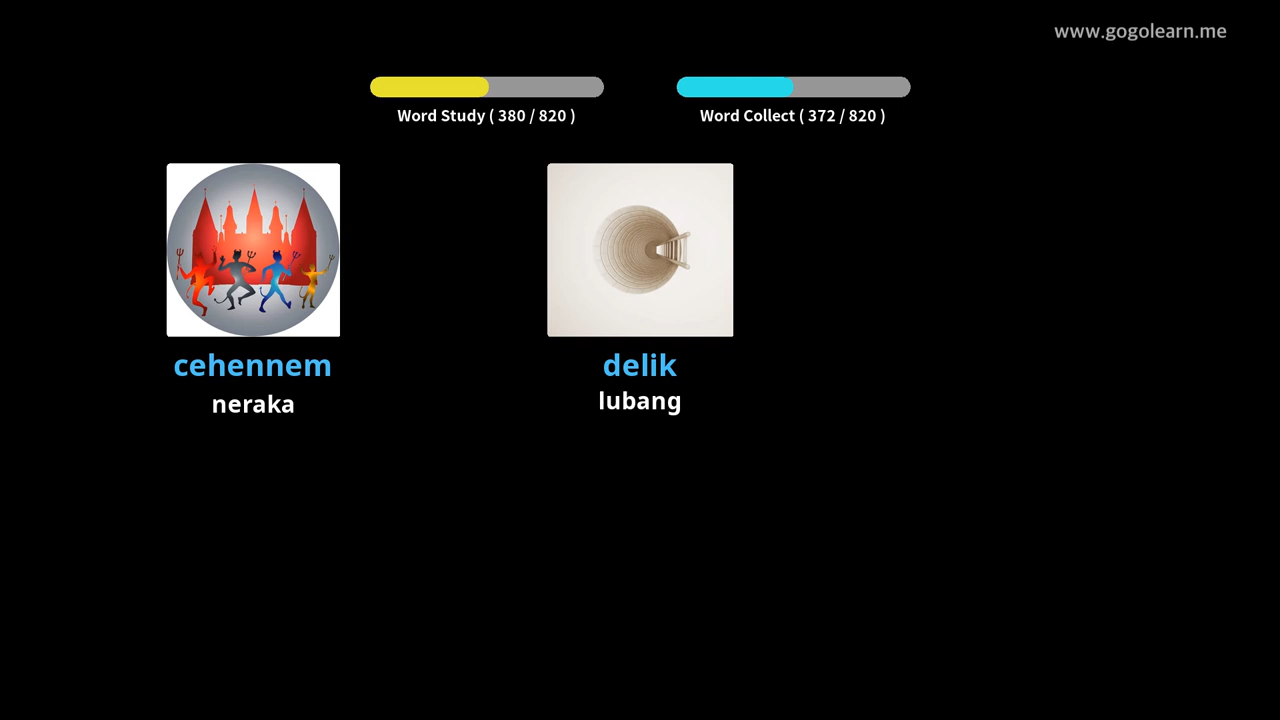 www.gogolearn.me
Word Study ( 380 / 820 )
Word Collect ( 372 / 820 )
cehennem
neraka
delik
lubang